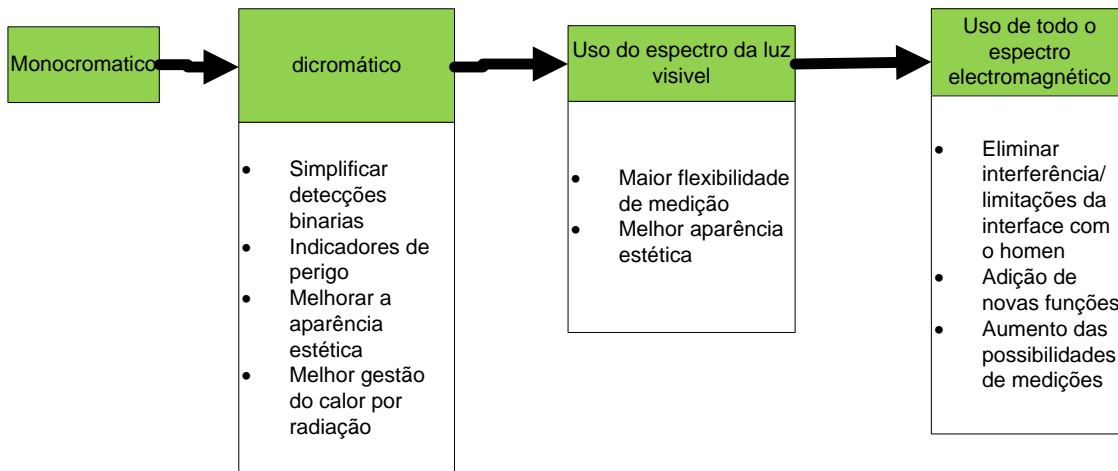 Monocromatico
dicromático
• Simplificar
detecções
binarias
• Indicadores de
perigo
• Melhorar a
aparência
estética
• Melhor gestão
do calor por
radiação
Uso do espectro da luz
visivel
• Maior flexibilidade
de medição
• Melhor aparência
estética
Uso de todo o
espectro
electromagnético
• Eliminar
interferência/
limitações da
interface com
o homen
• Adição de
novas funções
• Aumento das
possibilidades
de medições